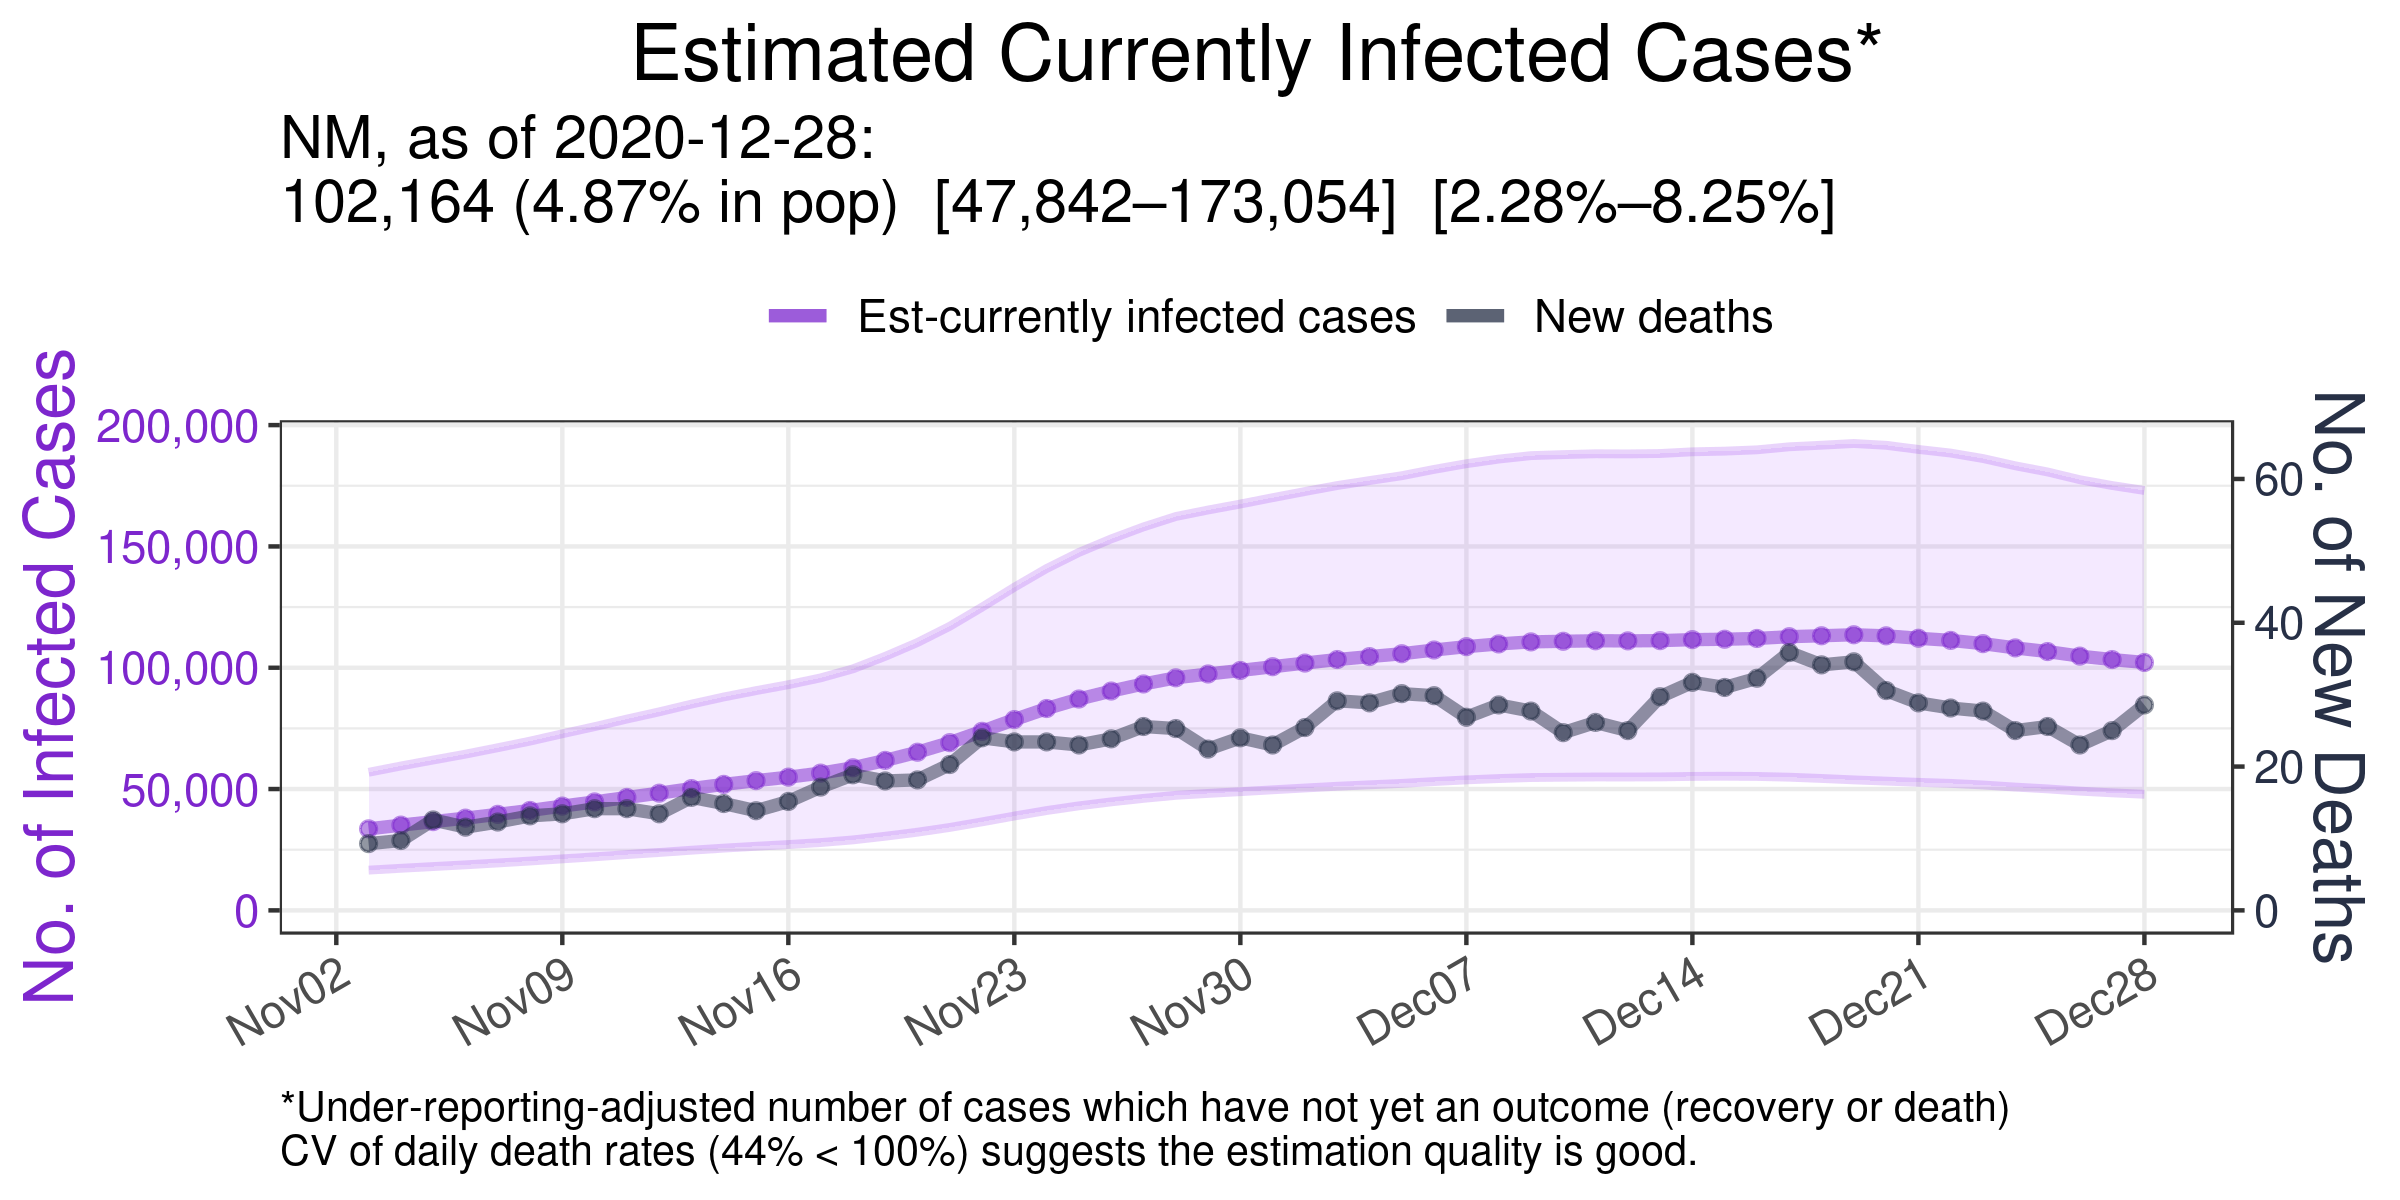 Estimated Currently Infected Cases*
NM, as of 2020-12-28:
102,164 (4.87% in pop)  [47,842–173,054]  [2.28%–8.25%]
Est-currently infected cases
New deaths
No. of Infected Cases
200,000
150,000
100,000
50,000
0
60
40
20
0
No. of New Deaths
Nov02
Nov09
Nov16
Nov23
Nov30
Dec07
Dec14
Dec21
Dec28
*Under-reporting-adjusted number of cases which have not yet an outcome (recovery or death)
CV of daily death rates (44% < 100%) suggests the estimation quality is good.